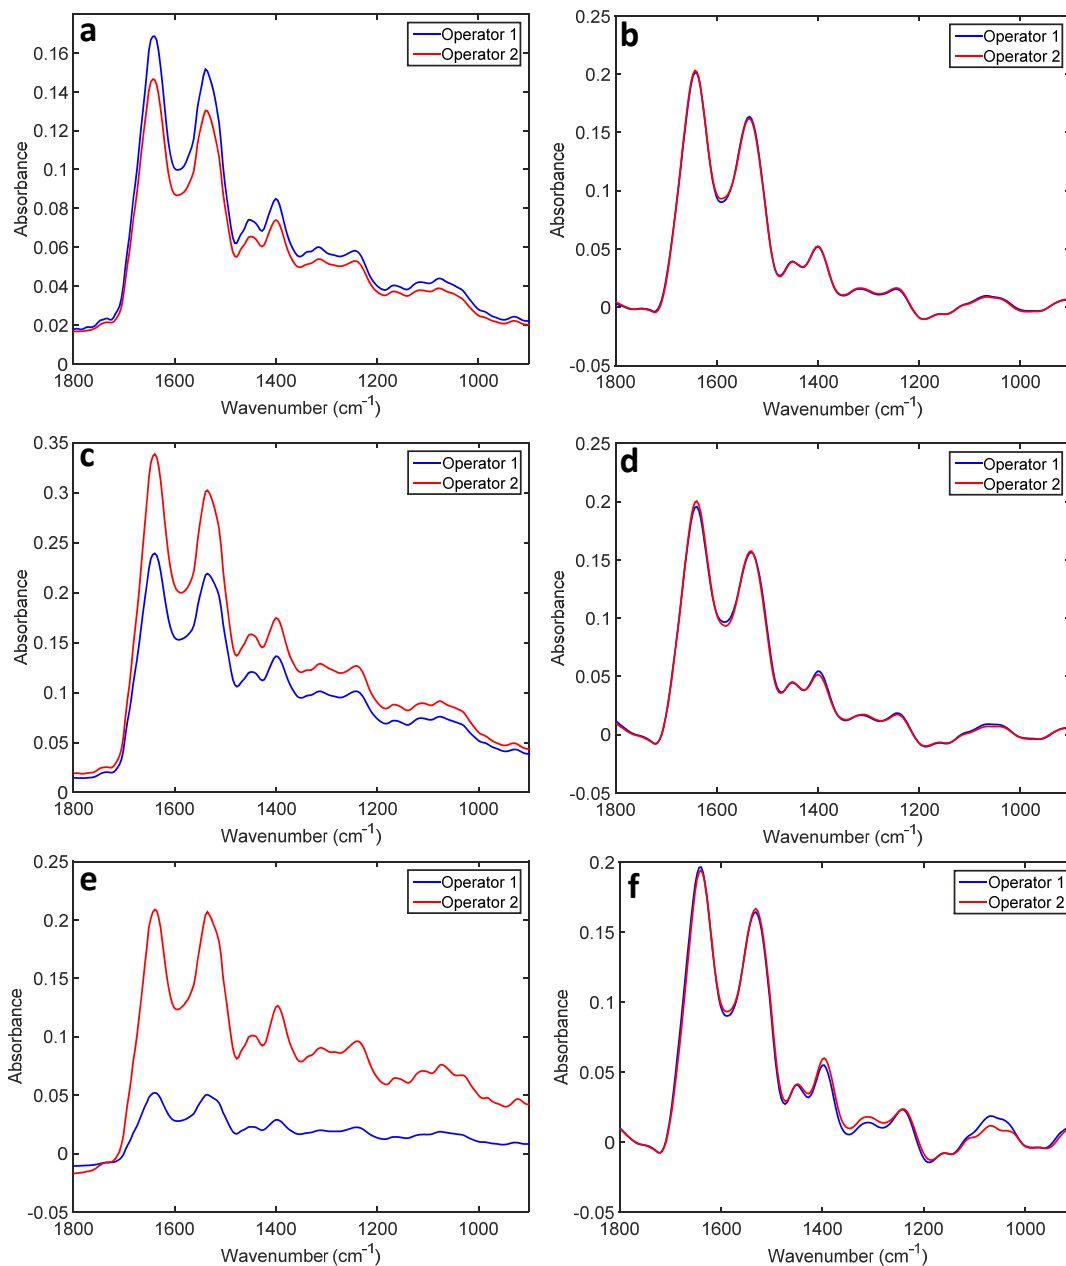 a
Operator 1
Operator 2
0.16
0.14
0.12
0.1
0.08
0.06
0.04
0.02
0
Absorbance
1800 1600 1400 1200 1000
Wavenumber (cm-1)
b
Operator 1
Operator 2
0.25
0.2
0.15
0.1
0.05
0
-0.05
Absorbance
1800 1600 1400 1200 1000
Wavenumber (cm-1)
c
Operator 1
Operator 2
0.35
0.3
0.25
0.2
0.15
0.1
0.05
0
Absorbance
1800 1600 1400 1200 1000
Wavenumber (cm-1)
d
Operator 1
Operator 2
0.25
0.2
0.15
0.1
0.05
0
-0.05
Absorbance
1800 1600 1400 1200 1000
Wavenumber (cm-1)
e
Operator 1
Operator 2
0.25
0.2
0.15
0.1
0.05
0
-0.05
Absorbance
1800 1600 1400 1200 1000
Wavenumber (cm-1)
f
Operator 1
Operator 2
0.2
0.15
0.1
0.05
0
-0.05
Absorbance
1800 1600 1400 1200 1000
Wavenumber (cm-1)